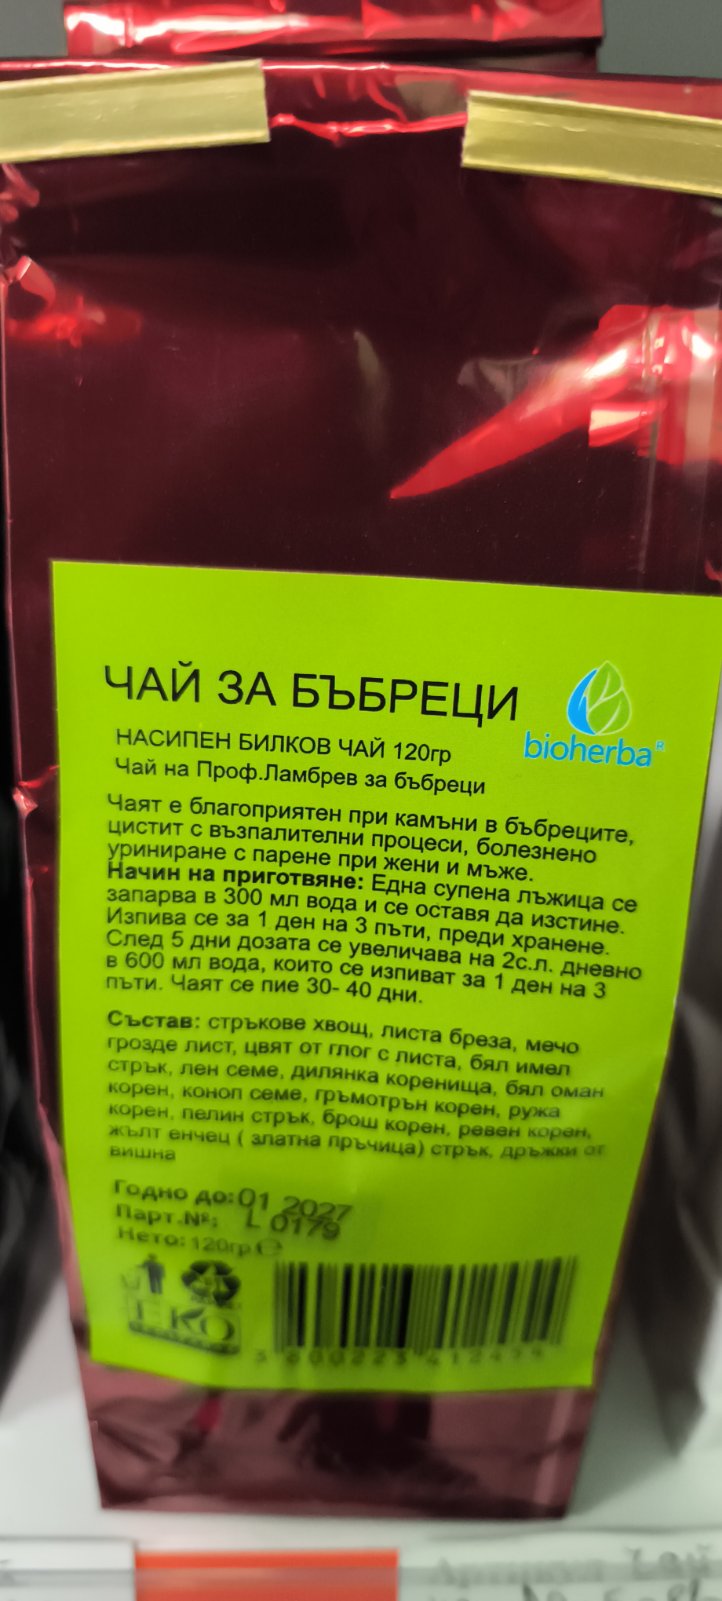 ЧАЙ ЗА БЪБРЕЦИ
bioherba®
НАСИПЕН БИЛКОВ ЧАЙ 120гр
Чай на Проф.Ламбрев за бъбреци
Чаят е благоприятен при камъни в бъбреците,
цистит с възпалителни процеси, болезнено
уриниране с парене при жени и мъже.
Начин на приготвяне: Една супена лъжица се
запарва в 300 мл вода и се оставя да изстине.
Изпива се за 1 ден на 3 пъти, преди хранене.
След 5 дни дозата се увеличава на 2с.л. дневно
в 600 мл вода, които се изпиват за 1 ден на 3
пъти. Чаят се пие 30- 40 дни.
Състав: стръкове хвощ, листа бреза, мечо
грозде лист, цвят от глог с листа, бял имел
стрък, лен семе, дилянка коренища, бял оман
корен, коноп семе, гръмотрън корен, ружа
корен, пелин стрък, брош корен, ревен корен,
жълт енчец ( златна пръчица) стрък, дръжки от
вишна
Годно до: 01 2027
Парт.№: L 0179
Нето: 120гр ℮
EKO